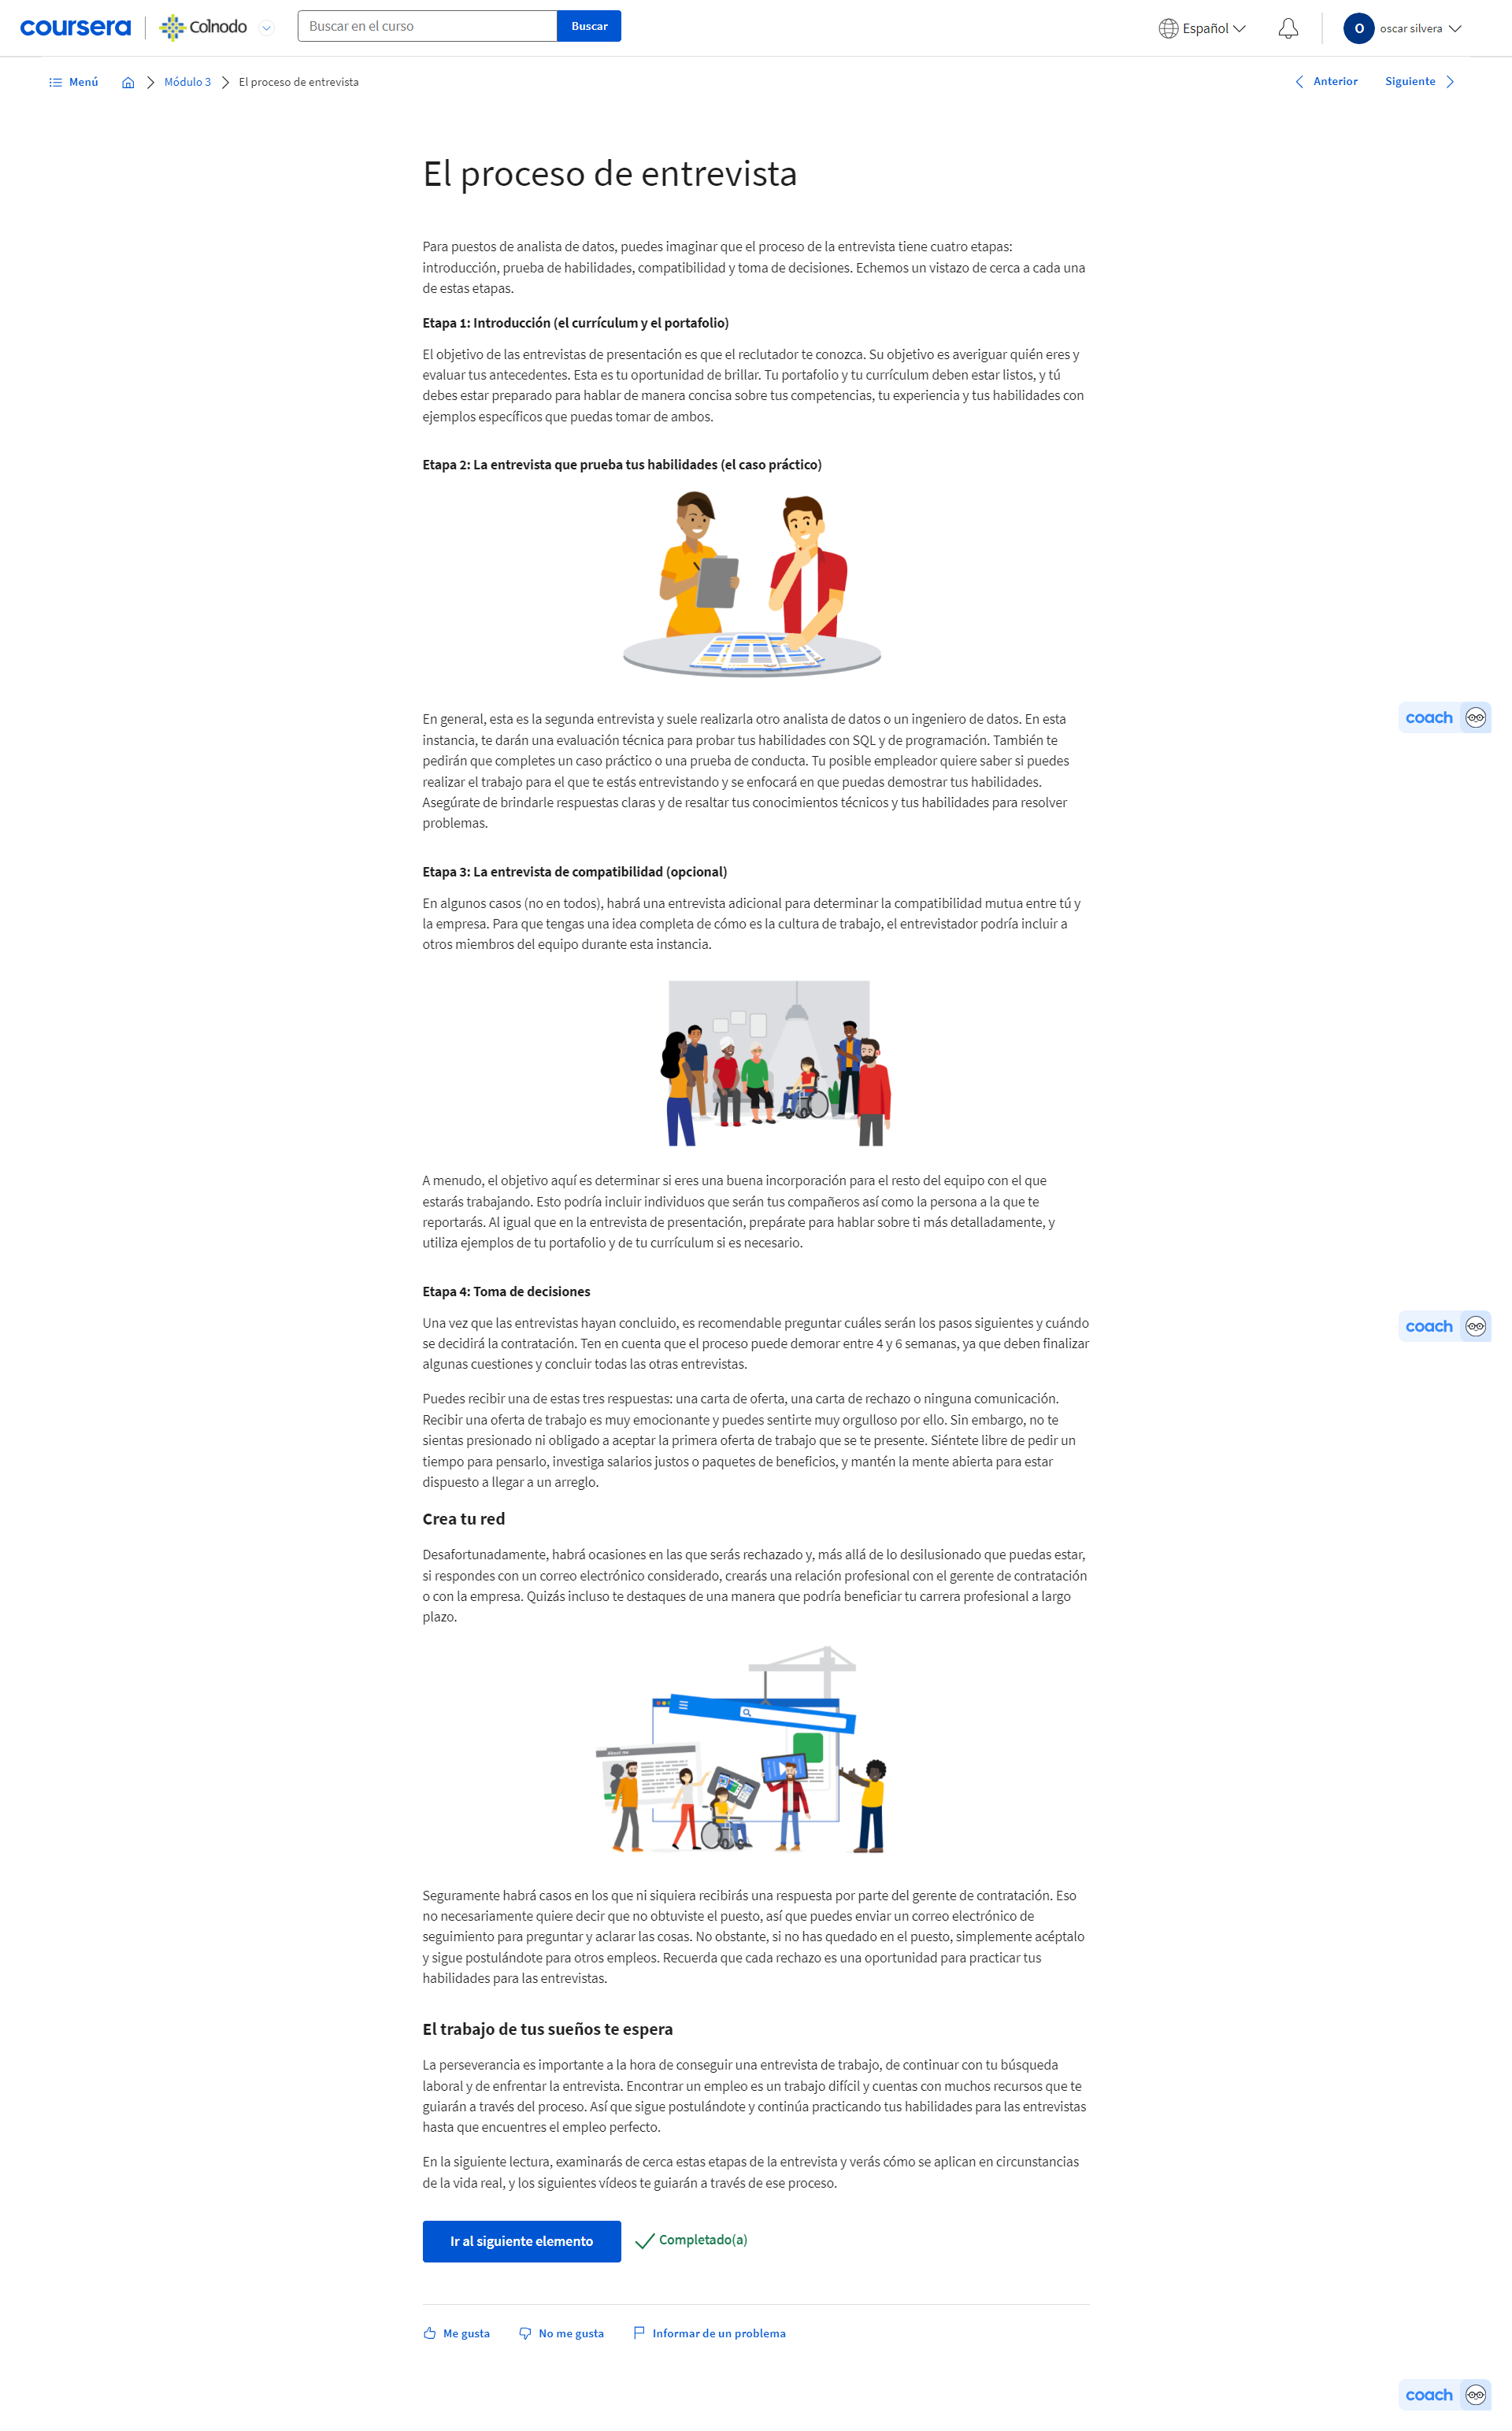 coursera
Colnodo
Buscar en el curso
Buscar
Español
O
oscar silvera
Menú
Módulo 3
El proceso de entrevista
Anterior
Siguiente
El proceso de entrevista
Para puestos de analista de datos, puedes imaginar que el proceso de la entrevista tiene cuatro etapas:
introducción, prueba de habilidades, compatibilidad y toma de decisiones. Echemos un vistazo de cerca a cada una
de estas etapas.
Etapa 1: Introducción (el currículum y el portafolio)
El objetivo de las entrevistas de presentación es que el reclutador te conozca. Su objetivo es averiguar quién eres y
evaluar tus antecedentes. Esta es tu oportunidad de brillar. Tu portafolio y tu currículum deben estar listos, y tú
debes estar preparado para hablar de manera concisa sobre tus competencias, tu experiencia y tus habilidades con
ejemplos específicos que puedas tomar de ambos.
Etapa 2: La entrevista que prueba tus habilidades (el caso práctico)
En general, esta es la segunda entrevista y suele realizarla otro analista de datos o un ingeniero de datos. En esta
instancia, te darán una evaluación técnica para probar tus habilidades con SQL y de programación. También te
pedirán que completes un caso práctico o una prueba de conducta. Tu posible empleador quiere saber si puedes
realizar el trabajo para el que te estás entrevistando y se enfocará en que puedas demostrar tus habilidades.
Asegúrate de brindarle respuestas claras y de resaltar tus conocimientos técnicos y tus habilidades para resolver
problemas.
coach
Etapa 3: La entrevista de compatibilidad (opcional)
En algunos casos (no en todos), habrá una entrevista adicional para determinar la compatibilidad mutua entre tú y
la empresa. Para que tengas una idea completa de cómo es la cultura de trabajo, el entrevistador podría incluir a
otros miembros del equipo durante esta instancia.
A menudo, el objetivo aquí es determinar si eres una buena incorporación para el resto del equipo con el que
estarás trabajando. Esto podría incluir individuos que serán tus compañeros así como la persona a la que te
reportarás. Al igual que en la entrevista de presentación, prepárate para hablar sobre ti más detalladamente, y
utiliza ejemplos de tu portafolio y de tu currículum si es necesario.
Etapa 4: Toma de decisiones
Una vez que las entrevistas hayan concluido, es recomendable preguntar cuáles serán los pasos siguientes y cuándo
se decidirá la contratación. Ten en cuenta que el proceso puede demorar entre 4 y 6 semanas, ya que deben finalizar
algunas cuestiones y concluir todas las otras entrevistas.
coach
Puedes recibir una de estas tres respuestas: una carta de oferta, una carta de rechazo o ninguna comunicación.
Recibir una oferta de trabajo es muy emocionante y puedes sentirte muy orgulloso por ello. Sin embargo, no te
sientas presionado ni obligado a aceptar la primera oferta de trabajo que se te presente. Siéntete libre de pedir un
tiempo para pensarlo, investiga salarios justos o paquetes de beneficios, y mantén la mente abierta para estar
dispuesto a llegar a un arreglo.
Crea tu red
Desafortunadamente, habrá ocasiones en las que serás rechazado y, más allá de lo desilusionado que puedas estar,
si respondes con un correo electrónico considerado, crearás una relación profesional con el gerente de contratación
o con la empresa. Quizás incluso te destaques de una manera que podría beneficiar tu carrera profesional a largo
plazo.
About me
Seguramente habrá casos en los que ni siquiera recibirás una respuesta por parte del gerente de contratación. Eso
no necesariamente quiere decir que no obtuviste el puesto, así que puedes enviar un correo electrónico de
seguimiento para preguntar y aclarar las cosas. No obstante, si no has quedado en el puesto, simplemente acéptalo
y sigue postulándote para otros empleos. Recuerda que cada rechazo es una oportunidad para practicar tus
habilidades para las entrevistas.
El trabajo de tus sueños te espera
La perseverancia es importante a la hora de conseguir una entrevista de trabajo, de continuar con tu búsqueda
laboral y de enfrentar la entrevista. Encontrar un empleo es un trabajo difícil y cuentas con muchos recursos que te
guiarán a través del proceso. Así que sigue postulándote y continúa practicando tus habilidades para las entrevistas
hasta que encuentres el empleo perfecto.
En la siguiente lectura, examinarás de cerca estas etapas de la entrevista y verás cómo se aplican en circunstancias
de la vida real, y los siguientes vídeos te guiarán a través de ese proceso.
Ir al siguiente elemento
Completado(a)
Me gusta
No me gusta
Informar de un problema
coach